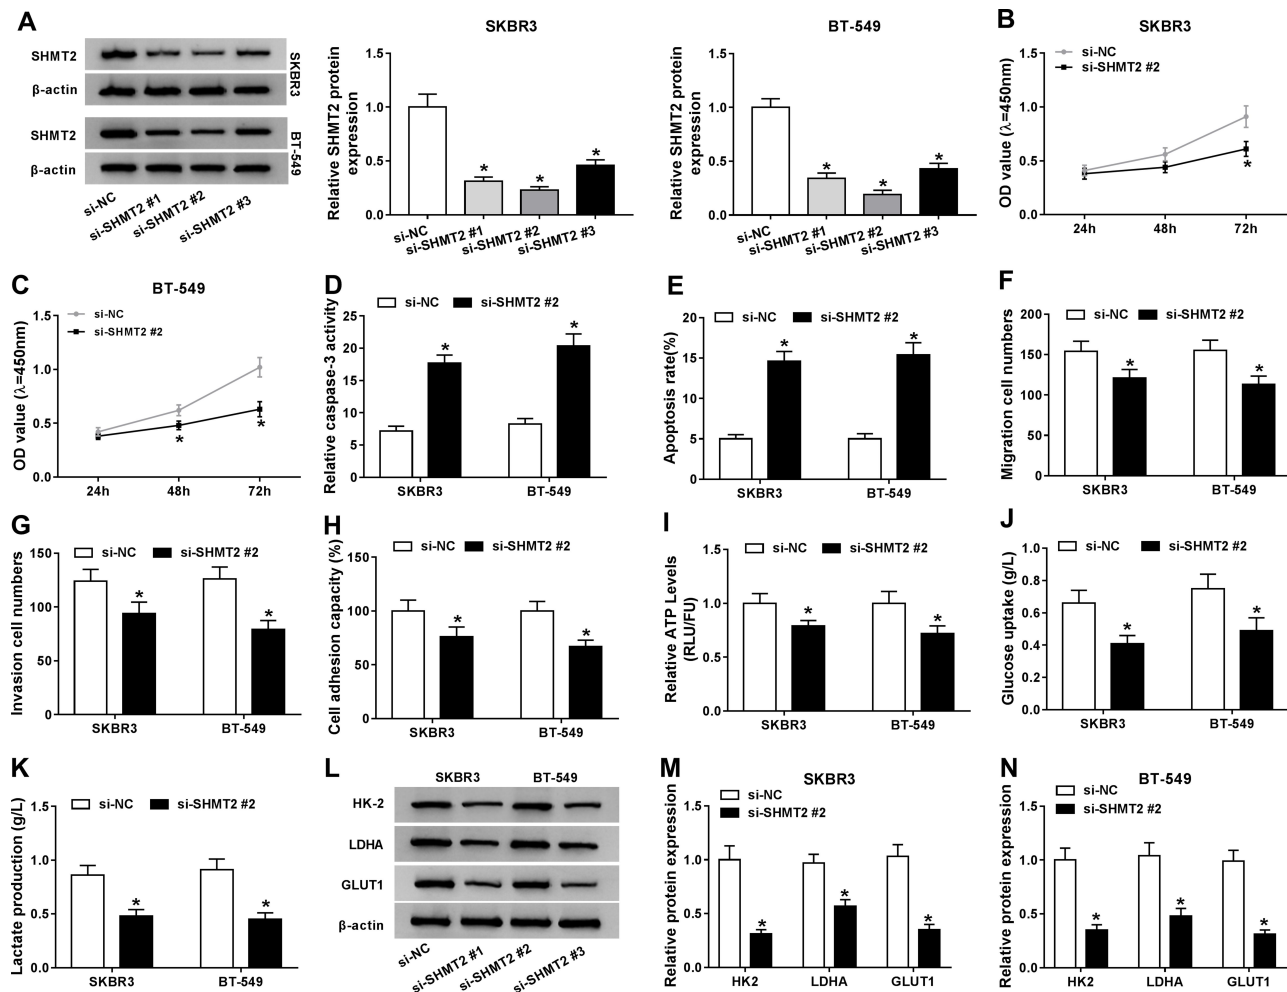 A
SHMT2
β-actin
SKBR3
SHMT2
β-actin
BT-549
si-NC
si-SHMT2 #1
si-SHMT2 #2
si-SHMT2 #3
SKBR3
Relative SHMT2 protein
expression
1.5
1.0
0.5
0.0
*
*
*
si-NC
si-SHMT2 #1
si-SHMT2 #2
si-SHMT2 #3
BT-549
Relative SHMT2 protein
expression
1.5
1.0
0.5
0.0
*
*
*
si-NC
si-SHMT2 #1
si-SHMT2 #2
si-SHMT2 #3
B
SKBR3
si-NC
si-SHMT2 #2
OD value (λ=450nm)
1.5
1.0
0.5
0.0
*
24h 48h 72h
C
BT-549
si-NC
si-SHMT2 #2
OD value (λ=450nm)
1.5
1.0
0.5
0.0
* *
24h 48h 72h
D
si-NC si-SHMT2 #2
Relative caspase-3 activity
25
20
15
10
5
0
* *
SKBR3 BT-549
E
si-NC si-SHMT2 #2
Apoptosis rate(%)
20
15
10
5
0
* *
SKBR3 BT-549
F
si-NC si-SHMT2 #2
Migration cell numbers
200
150
100
50
0
* *
SKBR3 BT-549
G
si-NC si-SHMT2 #2
Invasion cell numbers
150
100
50
0
* *
SKBR3 BT-549
H
si-NC si-SHMT2 #2
Cell adhesion capacity (%)
150
100
50
0
* *
SKBR3 BT-549
I
si-NC si-SHMT2 #2
Relative ATP Levels
(RLU/FU)
1.5
1.0
0.5
0.0
* *
SKBR3 BT-549
J
si-NC si-SHMT2 #2
Glucose uptake (g/L)
1.0
0.8
0.6
0.4
0.2
0.0
* *
SKBR3 BT-549
K
si-NC si-SHMT2 #2
Lactate production (g/L)
1.5
1.0
0.5
0.0
* *
SKBR3 BT-549
L
SKBR3 BT-549
HK-2
LDHA
GLUT1
β-actin
si-NC
si-SHMT2 #1
si-SHMT2 #2
si-SHMT2 #3
M
SKBR3
si-NC
si-SHMT2 #2
Relative protein expression
1.5
1.0
0.5
0.0
* * *
HK2 LDHA GLUT1
N
BT-549
si-NC
si-SHMT2 #2
Relative protein expression
1.5
1.0
0.5
0.0
* * *
HK2 LDHA GLUT1